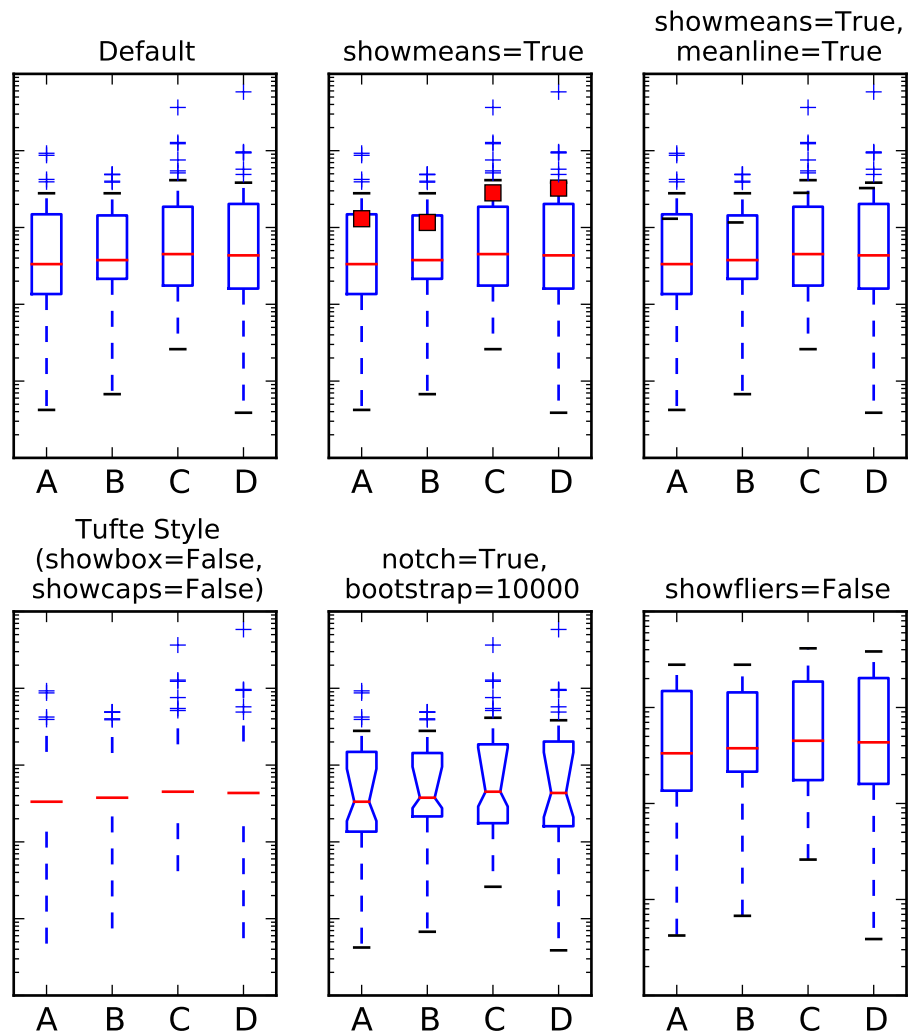 Default
showmeans=True
showmeans=True,
meanline=True
A B C D
A B C D
A B C D
Tufte Style
(showbox=False,
showcaps=False)
notch=True,
bootstrap=10000
showfliers=False
A B C D
A B C D
A B C D